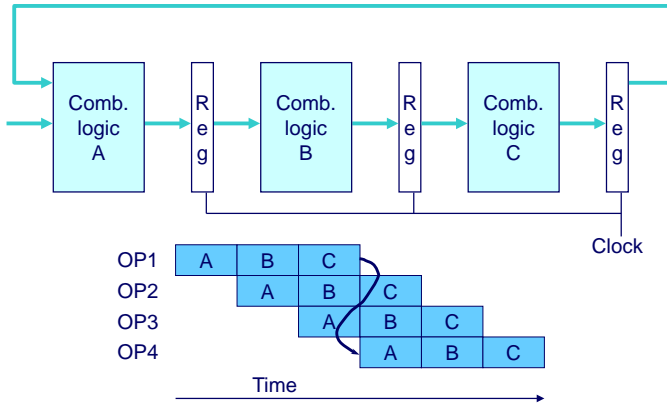 Comb.
logic
A
R
e
g
Comb.
logic
B
R
e
g
Comb.
logic
C
R
e
g
Clock
OP1 A B C
OP2 A B C
OP3 A B C
OP4 A B C
Time